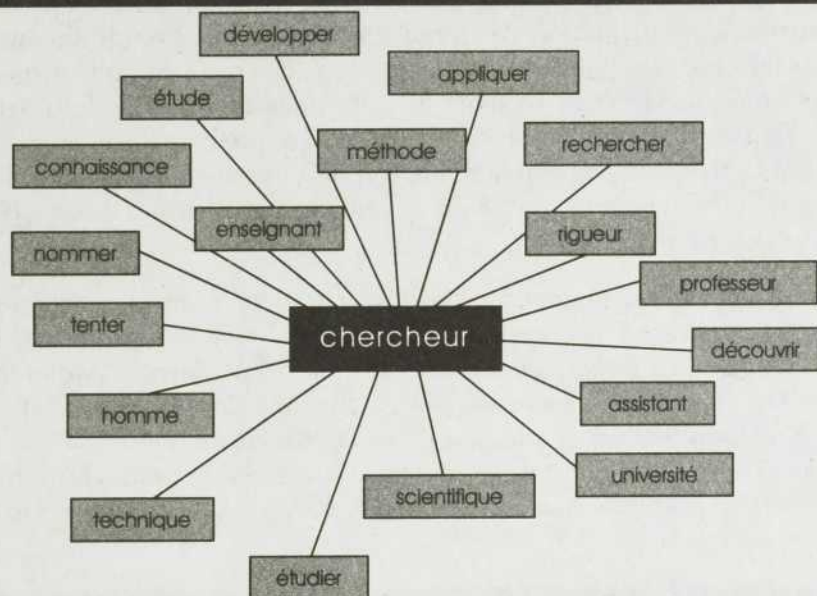 développer
appliquer
étude
méthode
rechercher
connaissance
enseignant
rigueur
nommer
professeur
tenter
chercheur
découvrir
homme
assistant
université
scientifique
technique
étudier